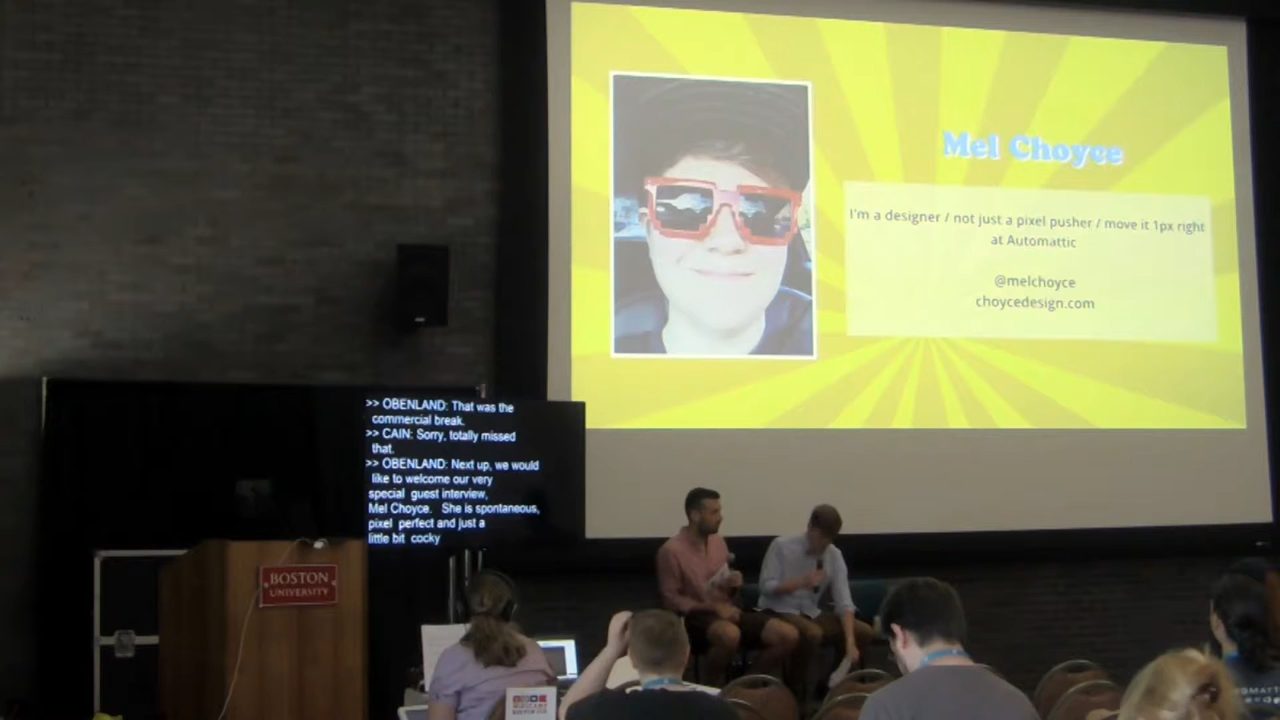 Mel Choyce
I'm a designer / not just a pixel pusher / move it 1px right
at Automattic
@melchoyce
choycedesign.com
>> OBENLAND: That was the
commercial break.
>> CAIN: Sorry, totally missed
that.
>> OBENLAND: Next up, we would
like to welcome our very
special guest interview,
Mel Choyce. She is spontaneous,
pixel perfect and just a
little bit cocky
BOSTON
UNIVERSITY